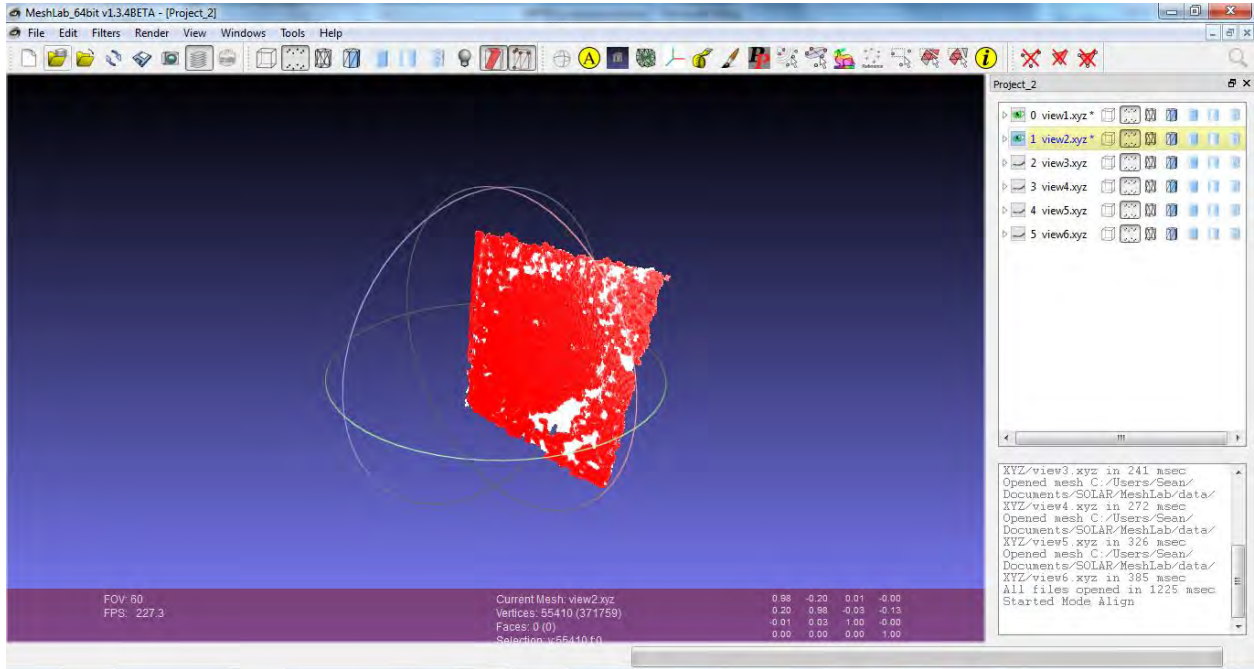 MeshLab_64bit v1.3.4BETA - [Project_2]
File Edit Filters Render View Windows Tools Help
Project_2
0 view1.xyz *
1 view2.xyz *
2 view3.xyz
3 view4.xyz
4 view5.xyz
5 view6.xyz
XYZ/view3.xyz in 241 msec
Opened mesh C:/Users/Sean/
Documents/SOLAR/MeshLab/data/
XYZ/view4.xyz in 272 msec
Opened mesh C:/Users/Sean/
Documents/SOLAR/MeshLab/data/
XYZ/view5.xyz in 326 msec
Opened mesh C:/Users/Sean/
Documents/SOLAR/MeshLab/data/
XYZ/view6.xyz in 385 msec
All files opened in 1225 msec
Started Mode Align
FOV: 60
FPS: 227.3
Current Mesh: view2.xyz
Vertices: 55410 (371759)
Faces: 0 (0)
Selection: v:55410 f:0
0.98 -0.20 0.01 -0.00
0.20 0.98 -0.03 -0.13
-0.01 0.03 1.00 -0.00
0.00 0.00 0.00 1.00